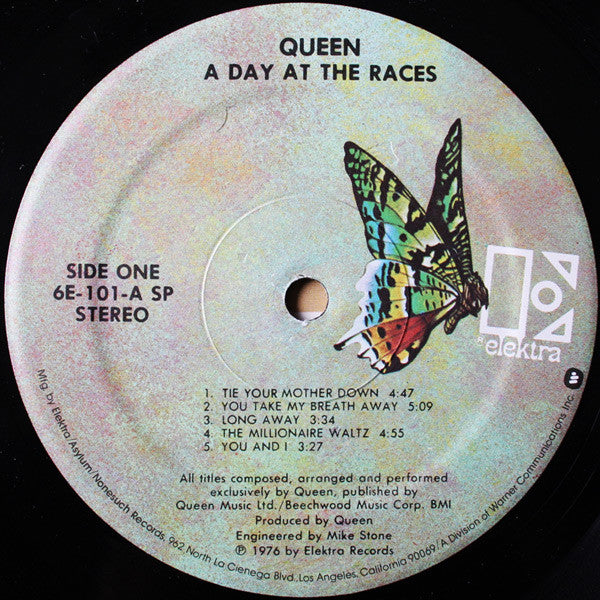 QUEEN
A DAY AT THE RACES
SIDE ONE
6E-101-A SP
STEREO
elektra
1. TIE YOUR MOTHER DOWN 4:47
2. YOU TAKE MY BREATH AWAY 5:09
3. LONG AWAY 3:34
4. THE MILLIONAIRE WALTZ 4:55
5. YOU AND I 3:27
All titles composed, arranged and performed
exclusively by Queen, published by
Queen Music Ltd./Beechwood Music Corp. BMI
Produced by Queen
Engineered by Mike Stone
℗ 1976 by Elektra Records
Mfg. by Elektra/Asylum/Nonesuch Records, 962 North La Cienega Blvd., Los Angeles, California 90069/A Division of Warner Communications Inc.